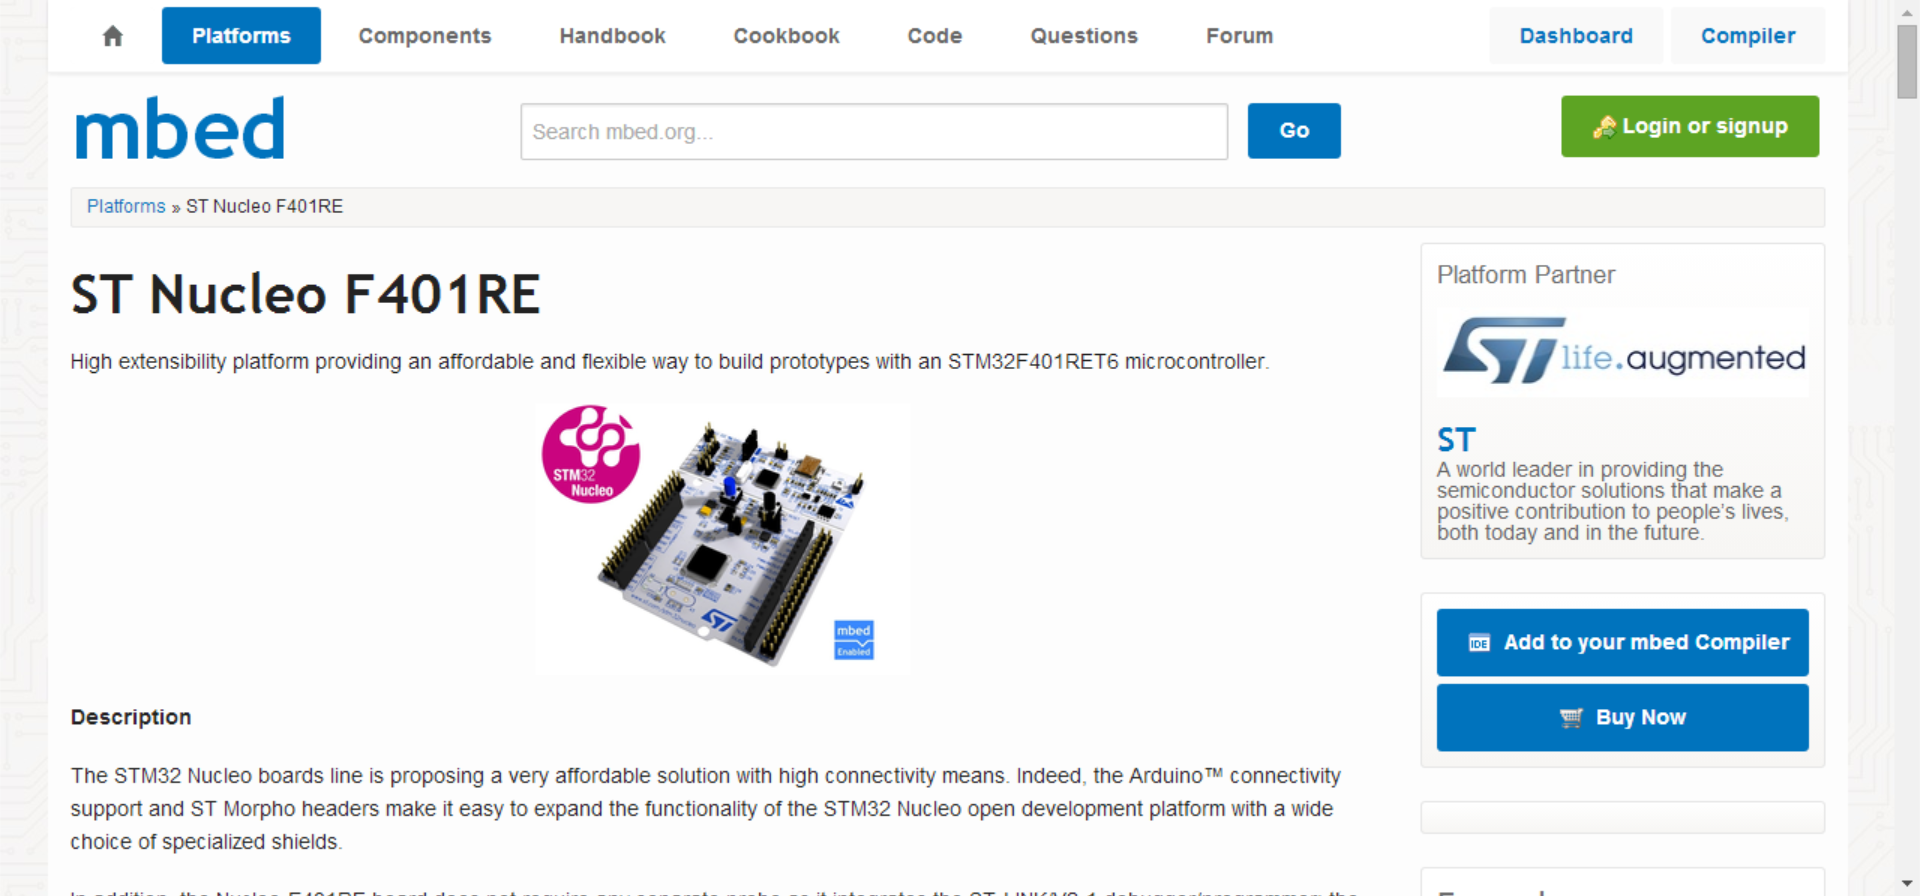 Platforms
Components
Handbook
Cookbook
Code
Questions
Forum
Dashboard
Compiler
mbed
Search mbed.org...
Go
Login or signup
Platforms » ST Nucleo F401RE
ST Nucleo F401RE
High extensibility platform providing an affordable and flexible way to build prototypes with an STM32F401RET6 microcontroller.
STM32
Nucleo
ST
mbed
Enabled
Description
The STM32 Nucleo boards line is proposing a very affordable solution with high connectivity means. Indeed, the Arduino™ connectivity
support and ST Morpho headers make it easy to expand the functionality of the STM32 Nucleo open development platform with a wide
choice of specialized shields.
Platform Partner
ST life.augmented
ST
A world leader in providing the
semiconductor solutions that make a
positive contribution to people's lives,
both today and in the future.
IDE Add to your mbed Compiler
Buy Now